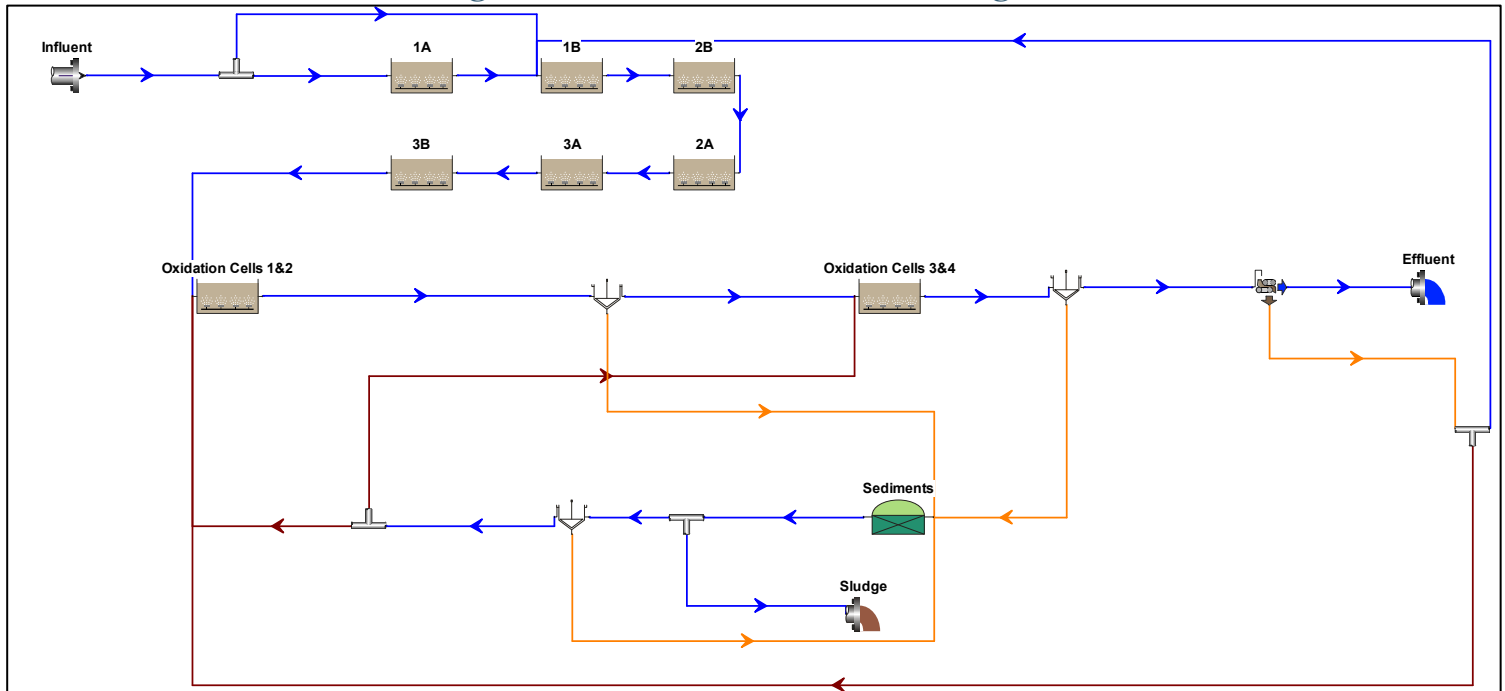 Influent
1A
1B
2B
3B
3A
2A
Oxidation Cells 1&2
Oxidation Cells 3&4
Effluent
Sediments
Sludge